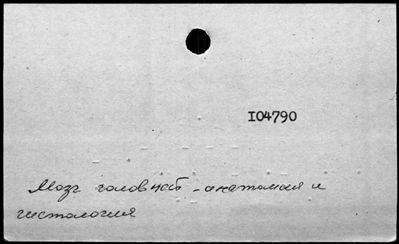 I04790
Мозг головной - анатомия и
гистология